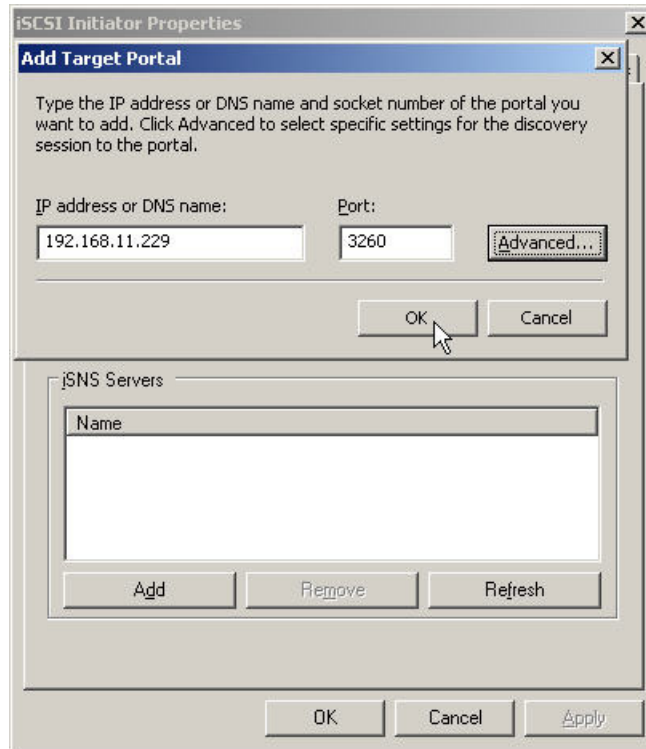 iSCSI Initiator Properties
Add Target Portal
Type the IP address or DNS name and socket number of the portal you
want to add. Click Advanced to select specific settings for the discovery
session to the portal.
IP address or DNS name:
Port:
192.168.11.229
3260
Advanced...
OK
Cancel
iSNS Servers
Name
Add
Remove
Refresh
OK
Cancel
Apply